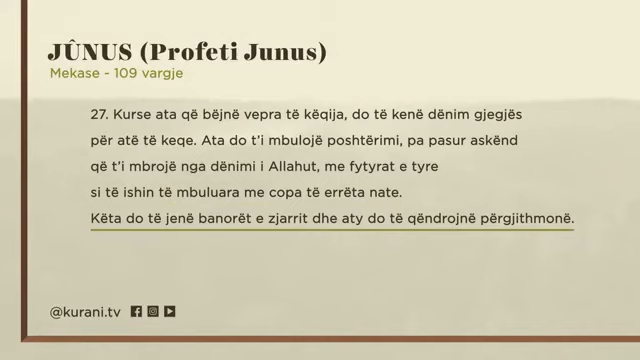 JÛNUS (Profeti Junus)
Mekase - 109 vargje
27. Kurse ata që bëjnë vepra të këqija, do të kenë dënim gjegjës
për atë të keqe. Ata do t’i mbulojë poshtërimi, pa pasur askënd
që t’i mbrojë nga dënimi i Allahut, me fytyrat e tyre
si të ishin të mbuluara me copa të errëta nate.
Këta do të jenë banorët e zjarrit dhe aty do të qëndrojnë përgjithmonë.
@kurani.tv